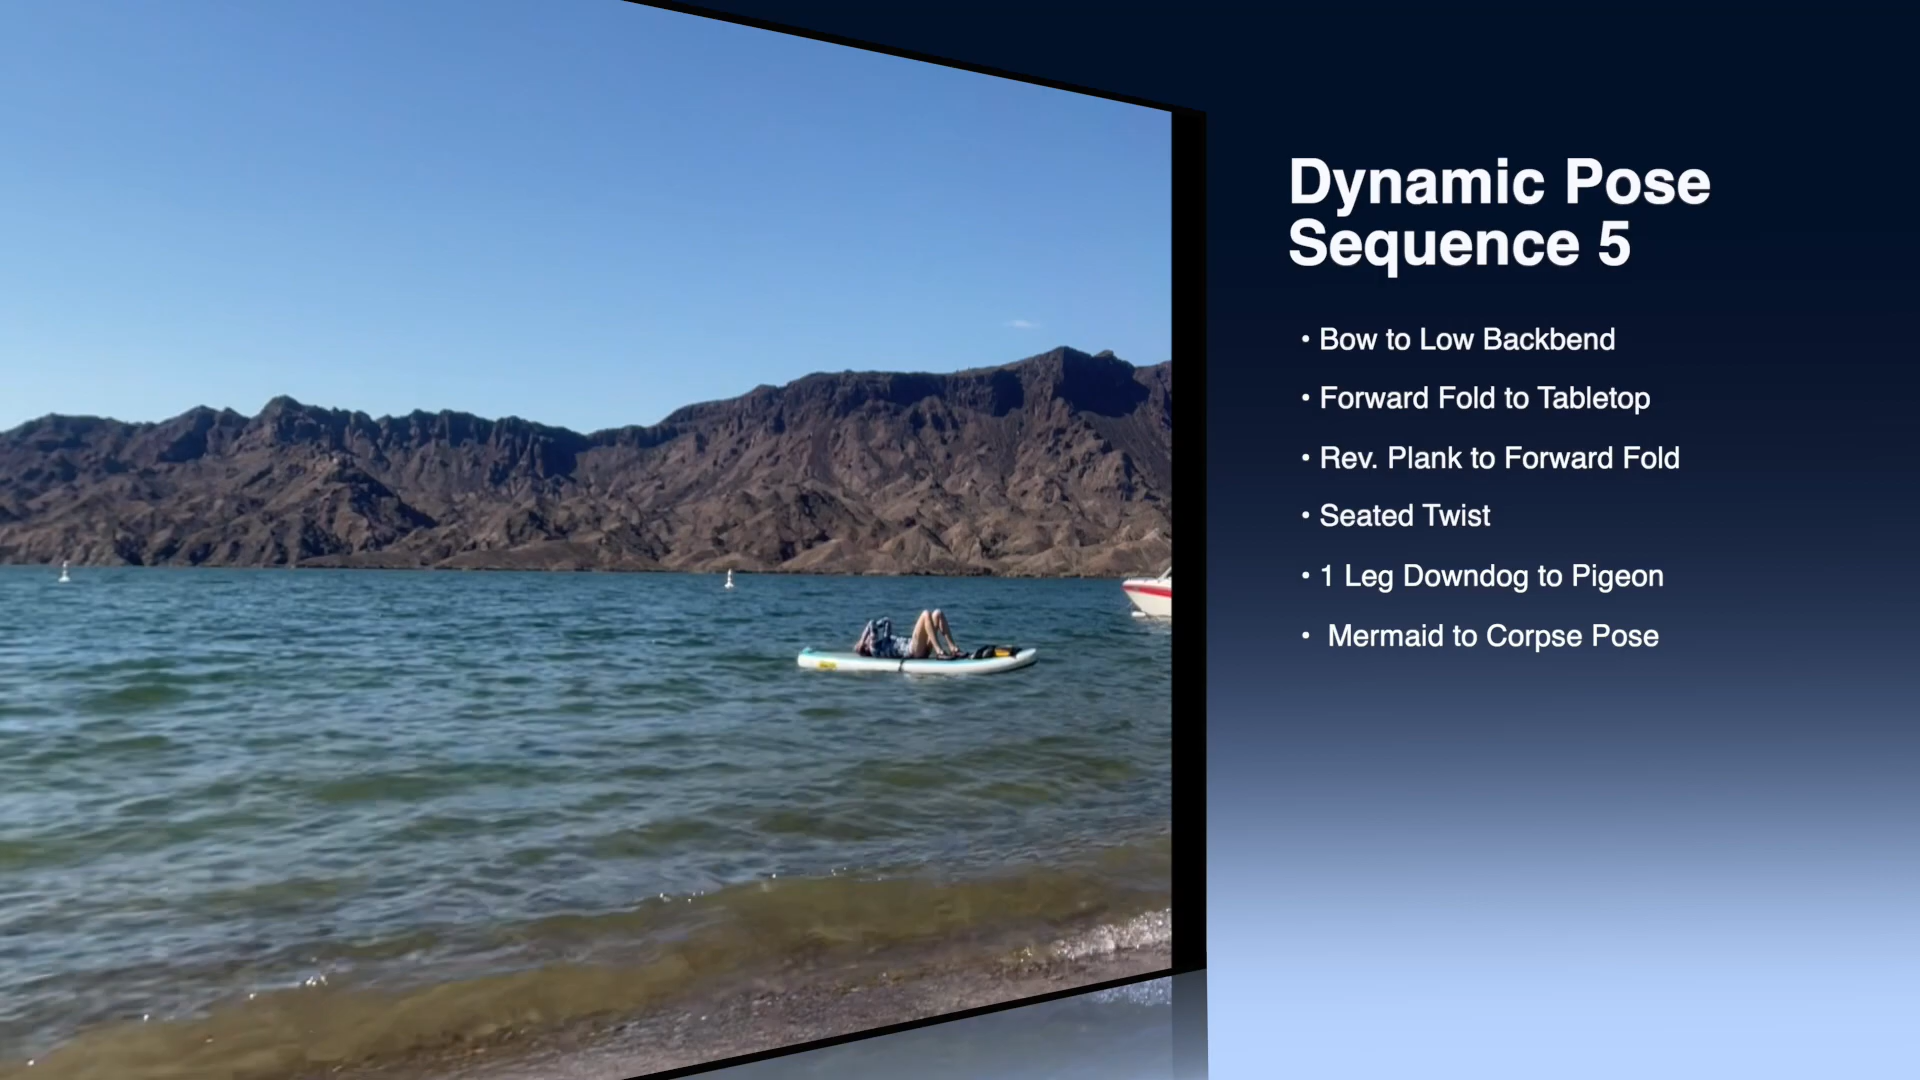 Dynamic Pose
Sequence 5
• Bow to Low Backbend
• Forward Fold to Tabletop
• Rev. Plank to Forward Fold
• Seated Twist
• 1 Leg Downdog to Pigeon
• Mermaid to Corpse Pose